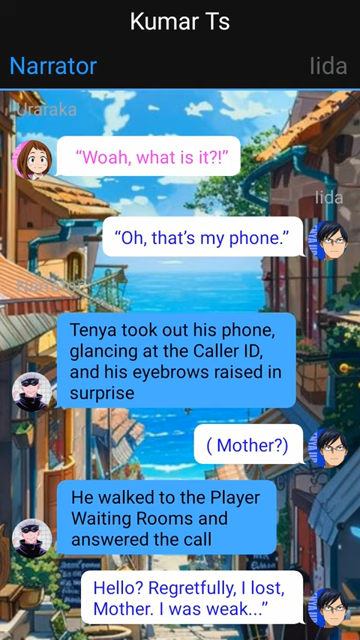 Kumar Ts
Narrator
Iida
Uraraka
“Woah, what is it?!”
Iida
“Oh, that’s my phone.”
Tenya took out his phone,
glancing at the Caller ID,
and his eyebrows raised in
surprise
( Mother?)
He walked to the Player
Waiting Rooms and
answered the call
Hello? Regretfully, I lost,
Mother. I was weak...”